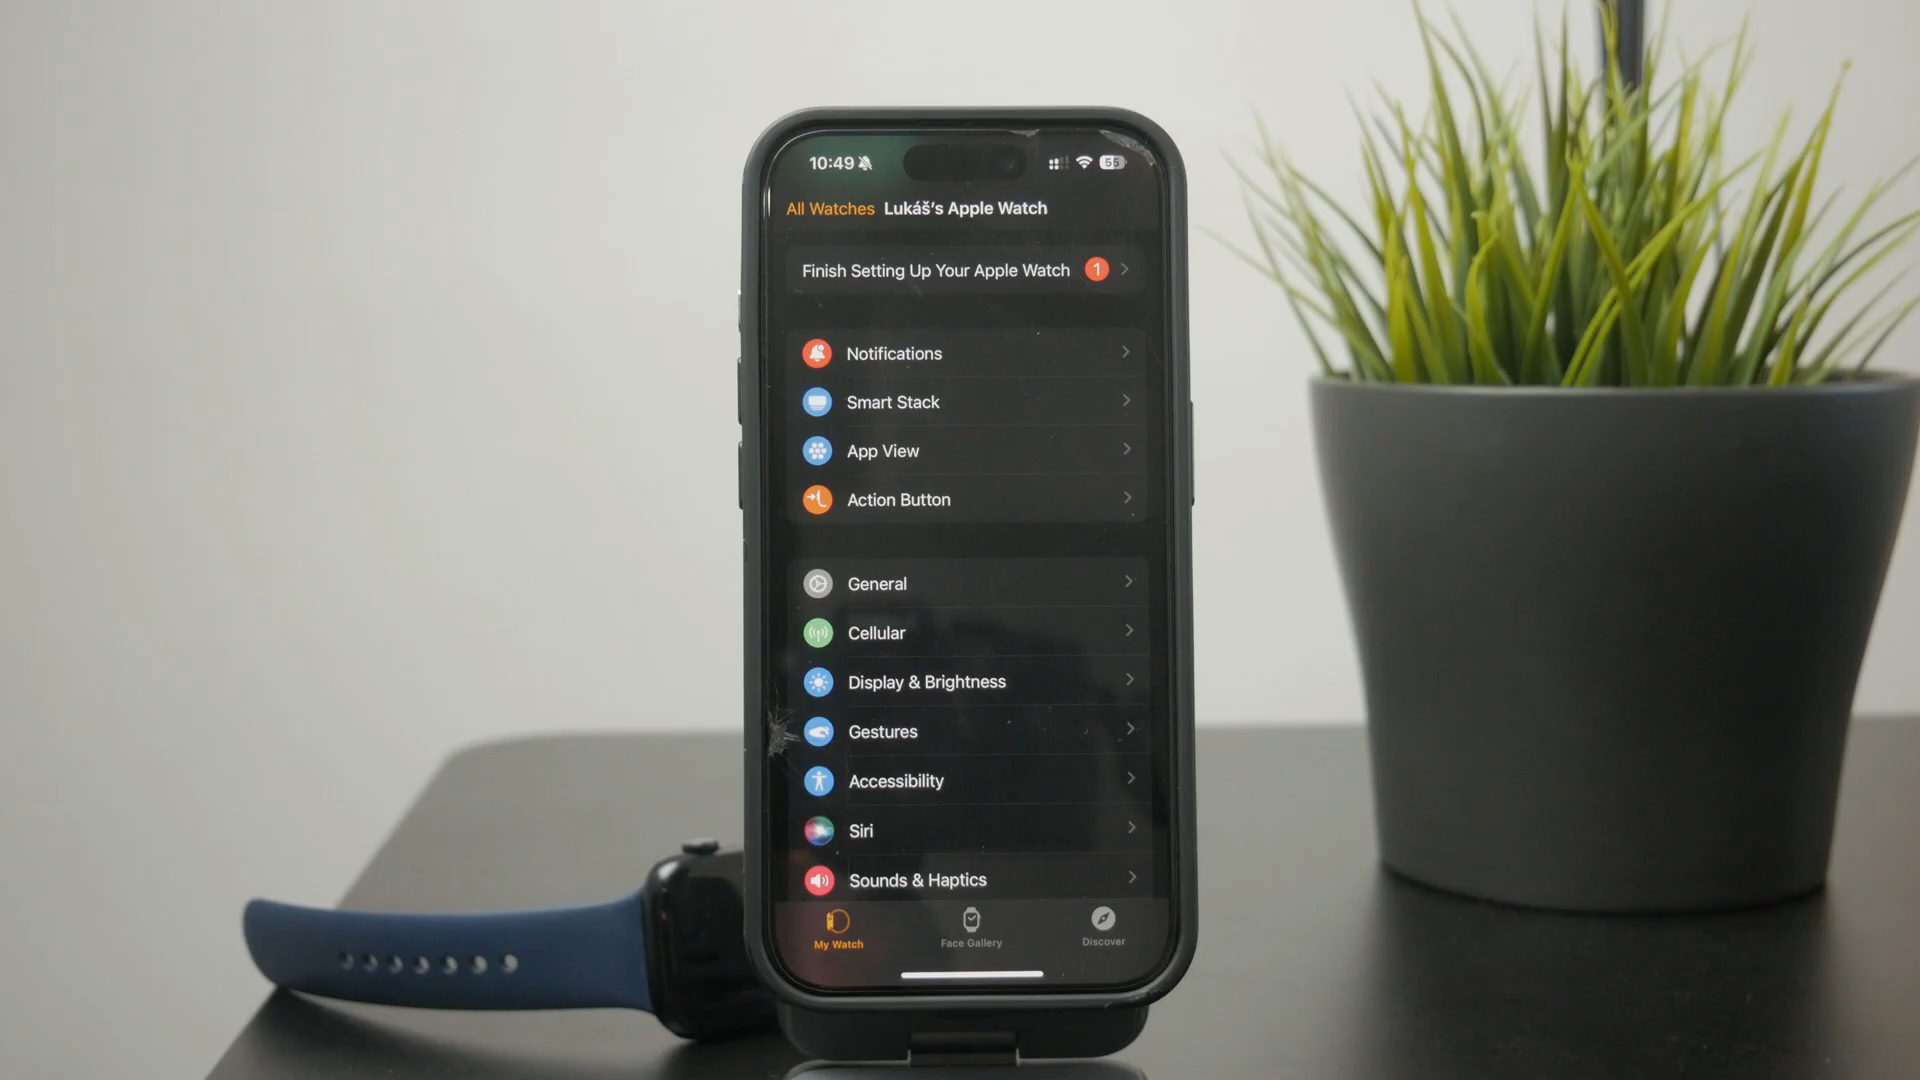 10:49 55
All Watches Lukáš's Apple Watch
Finish Setting Up Your Apple Watch 1
Notifications
Smart Stack
App View
Action Button
General
Cellular
Display & Brightness
Gestures
Accessibility
Siri
Sounds & Haptics
My Watch Face Gallery Discover